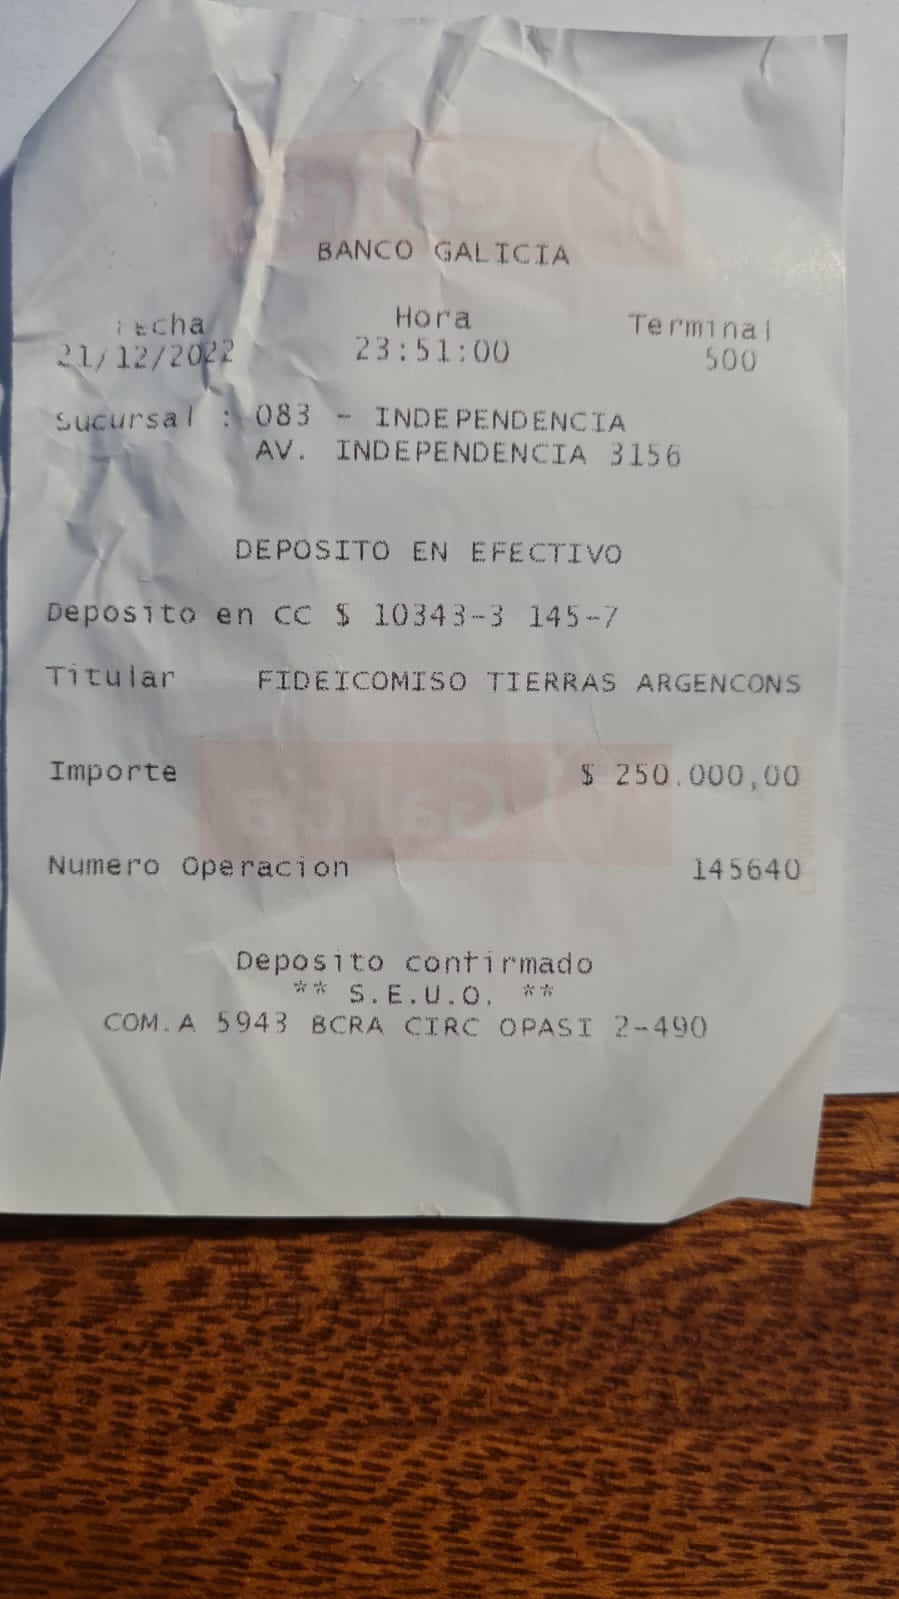 BANCO GALICIA
Fecha Hora Terminal
21/12/2022 23:51:00 500
Sucursal : 083 - INDEPENDENCIA
AV. INDEPENDENCIA 3156
DEPOSITO EN EFECTIVO
Deposito en CC $ 10343-3 145-7
Titular FIDEICOMISO TIERRAS ARGENCONS
Importe $ 250.000,00
Numero Operacion 145640
Deposito confirmado
** S.E.U.O. **
COM.A 5943 BCRA CIRC OPASI 2-490